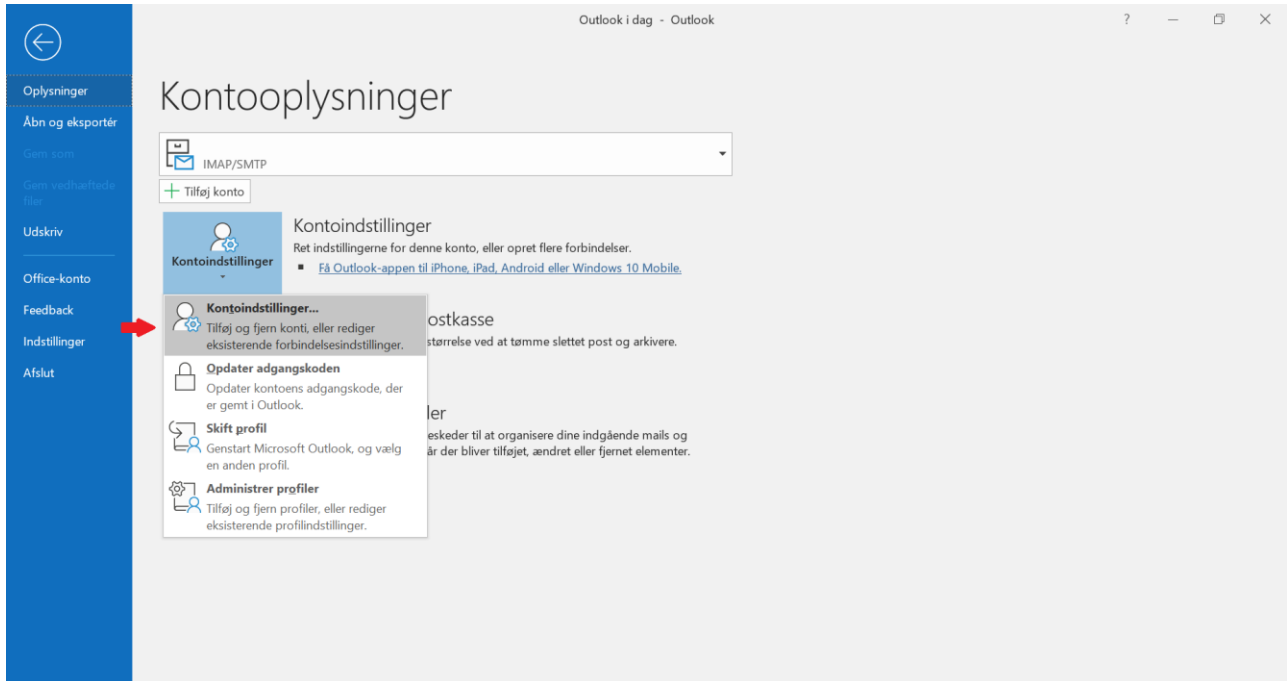 Outlook i dag - Outlook
?
Oplysninger
Åbn og eksportér
Gem som
Gem vedhæftede
filer
Udskriv
Office-konto
Feedback
Indstillinger
Afslut
Kontooplysninger
IMAP/SMTP
Tilføj konto
Kontoindstillinger
Kontoindstillinger
Ret indstillingerne for denne konto, eller opret flere forbindelser.
Få Outlook-appen til iPhone, iPad, Android eller Windows 10 Mobile.
Kontoindstillinger...
Tilføj og fjern konti, eller rediger
eksisterende forbindelsesindstillinger.
Opdater adgangskoden
Opdater kontoens adgangskode, der
er gemt i Outlook.
Skift profil
Genstart Microsoft Outlook, og vælg
en anden profil.
Administrer profiler
Tilføj og fjern profiler, eller rediger
eksisterende profilindstillinger.
ostkasse
størrelse ved at tømme slettet post og arkivere.
ler
eskeder til at organisere dine indgående mails og
år der bliver tilføjet, ændret eller fjernet elementer.